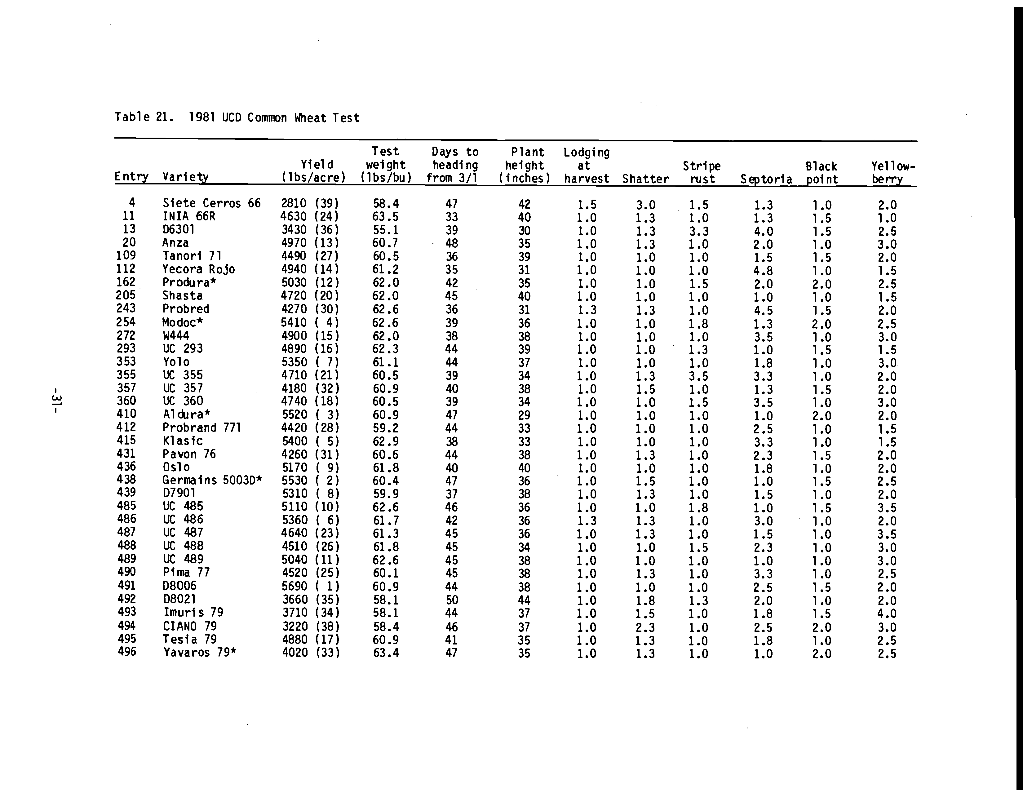 Table 21. 1981 UCD Common Wheat Test
Test Days to Plant Lodging
Yield weight heading height at Stripe Black Yellow-
Entry Variety (lbs/acre) (lbs/bu) from 3/1 (inches) harvest Shatter rust Septoria point berry
4 Siete Cerros 66 2810 (39) 58.4 47 42 1.5 3.0 1.5 1.3 1.0 2.0
11 INIA 66R 4630 (24) 63.5 33 40 1.0 1.3 1.0 1.3 1.5 1.0
13 D6301 3430 (36) 55.1 39 30 1.0 1.3 3.3 4.0 1.5 2.5
20 Anza 4970 (13) 60.7 48 35 1.0 1.3 1.0 2.0 1.0 3.0
109 Tanori 71 4490 (27) 60.5 36 39 1.0 1.0 1.0 1.5 1.5 2.0
112 Yecora Rojo 4940 (14) 61.2 35 31 1.0 1.0 1.0 4.8 1.0 1.5
162 Produra* 5030 (12) 62.0 42 35 1.0 1.0 1.5 2.0 2.0 2.5
205 Shasta 4720 (20) 62.0 45 40 1.0 1.0 1.0 1.0 1.0 1.5
243 Probred 4270 (30) 62.6 36 31 1.3 1.3 1.0 4.5 1.5 2.0
254 Modoc* 5410 ( 4) 62.6 39 36 1.0 1.0 1.8 1.3 2.0 2.5
272 W444 4900 (15) 62.0 38 38 1.0 1.0 1.0 3.5 1.0 3.0
293 UC 293 4890 (16) 62.3 44 39 1.0 1.0 1.3 1.0 1.5 1.5
353 Yolo 5350 ( 7) 61.1 44 37 1.0 1.0 1.0 1.8 1.0 3.0
355 UC 355 4710 (21) 60.5 39 34 1.0 1.3 3.5 3.3 1.0 2.0
357 UC 357 4180 (32) 60.9 40 38 1.0 1.5 1.0 1.3 1.5 2.0
360 UC 360 4740 (18) 60.5 39 34 1.0 1.0 1.5 3.5 1.0 3.0
410 Aldura* 5520 ( 3) 60.9 47 29 1.0 1.0 1.0 1.0 2.0 2.0
412 Probrand 771 4420 (28) 59.2 44 33 1.0 1.0 1.0 2.5 1.0 1.5
415 Klasic 5400 ( 5) 62.9 38 33 1.0 1.0 1.0 3.3 1.0 1.5
431 Pavon 76 4260 (31) 60.6 44 38 1.0 1.3 1.0 2.3 1.5 2.0
436 Oslo 5170 ( 9) 61.8 40 40 1.0 1.0 1.0 1.8 1.0 2.0
438 Germains 5003D* 5530 ( 2) 60.4 47 36 1.0 1.5 1.0 1.0 1.5 2.5
439 D7901 5310 ( 8) 59.9 37 38 1.0 1.3 1.0 1.5 1.0 2.0
485 UC 485 5110 (10) 62.6 46 36 1.0 1.0 1.8 1.0 1.5 3.5
486 UC 486 5360 ( 6) 61.7 42 36 1.3 1.3 1.0 3.0 1.0 2.0
487 UC 487 4640 (23) 61.3 45 36 1.0 1.3 1.0 1.5 1.0 3.5
488 UC 488 4510 (26) 61.8 45 34 1.0 1.0 1.5 2.3 1.0 3.0
489 UC 489 5040 (11) 62.6 45 38 1.0 1.0 1.0 1.0 1.0 3.0
490 Pima 77 4520 (25) 60.1 45 38 1.0 1.3 1.0 3.3 1.0 2.5
491 D8006 5690 ( 1) 60.9 44 38 1.0 1.0 1.0 2.5 1.5 2.0
492 D8021 3660 (35) 58.1 50 44 1.0 1.8 1.3 2.0 1.0 2.0
493 Imuris 79 3710 (34) 58.1 44 37 1.0 1.5 1.0 1.8 1.5 4.0
494 CIANO 79 3220 (38) 58.4 46 37 1.0 2.3 1.0 2.5 2.0 3.0
495 Tesia 79 4880 (17) 60.9 41 35 1.0 1.3 1.0 1.8 1.0 2.5
496 Yavaros 79* 4020 (33) 63.4 47 35 1.0 1.3 1.0 1.0 2.0 2.5
-31-